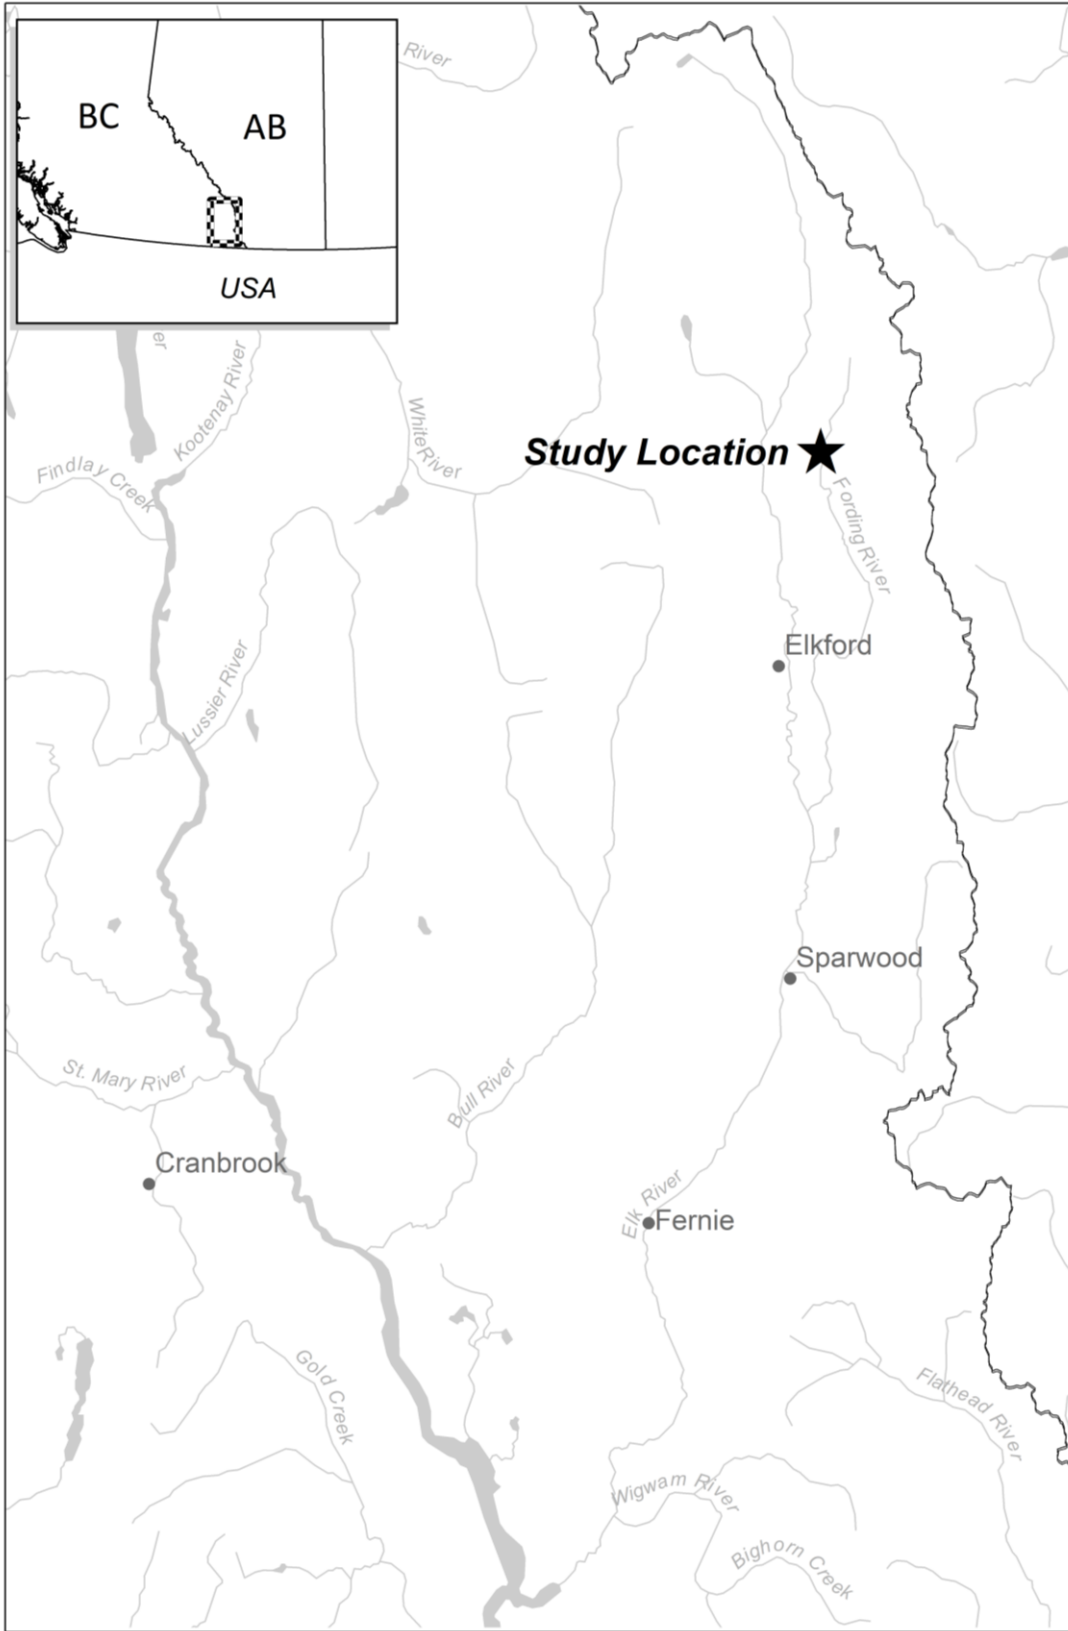 River
BC
AB
USA
er
Kootenay River
White River
Findlay Creek
Study Location
Fording River
Elkford
Lussier River
Sparwood
St. Mary River
Bull River
Cranbrook
Elk River
Fernie
Gold Creek
Flathead River
Wigwam River
Bighorn Creek